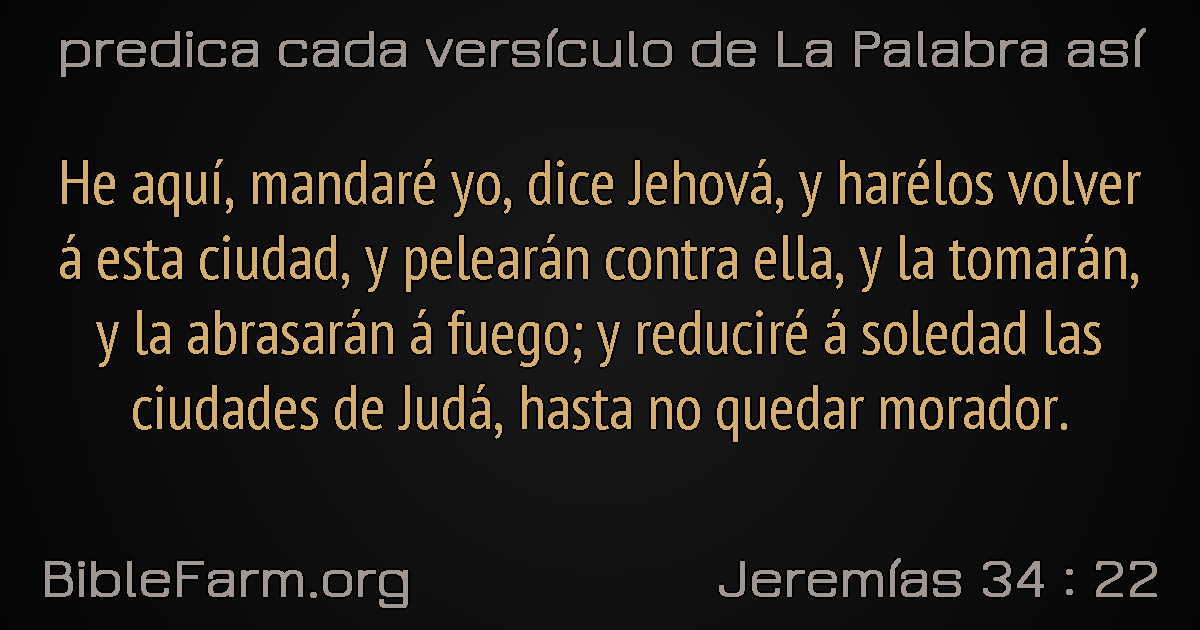 predica cada versículo de La Palabra así
He aquí, mandaré yo, dice Jehová, y harélos volver
á esta ciudad, y pelearán contra ella, y la tomarán,
y la abrasarán á fuego; y reduciré á soledad las
ciudades de Judá, hasta no quedar morador.
BibleFarm.org
Jeremías 34 : 22